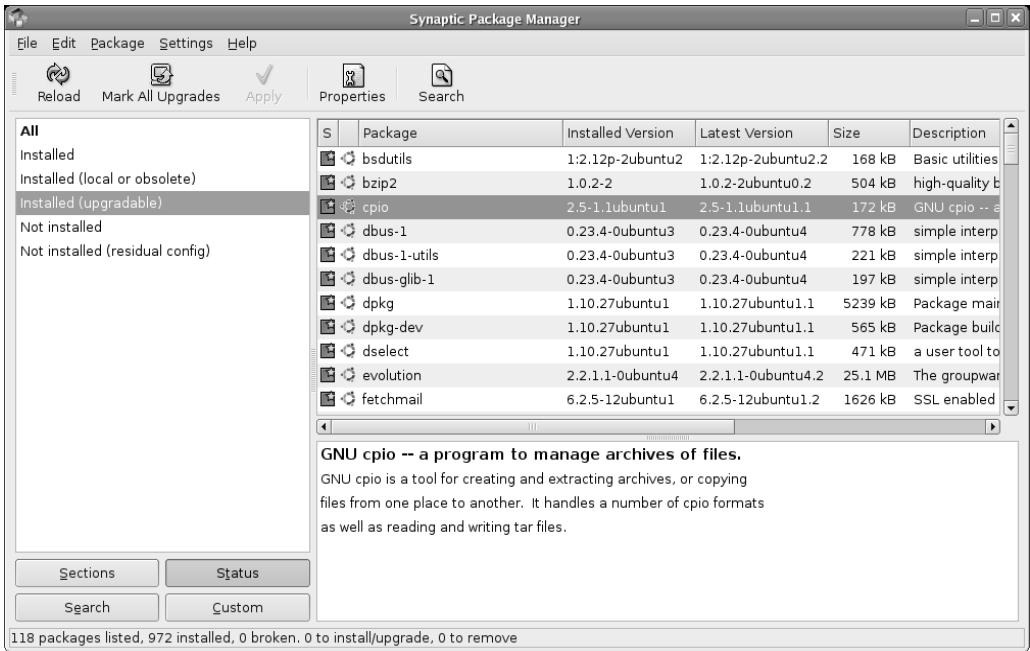 Synaptic Package Manager
File Edit Package Settings Help
Reload Mark All Upgrades Apply Properties Search
All
Installed
Installed (local or obsolete)
Installed (upgradable)
Not installed
Not installed (residual config)
S Package Installed Version Latest Version Size Description
bsdutils 1:2.12p-2ubuntu2 1:2.12p-2ubuntu2.2 168 kB Basic utilities
bzip2 1.0.2-2 1.0.2-2ubuntu0.2 504 kB high-quality b
cpio 2.5-1.1ubuntu1 2.5-1.1ubuntu1.1 172 kB GNU cpio -- a
dbus-1 0.23.4-0ubuntu3 0.23.4-0ubuntu4 778 kB simple interp
dbus-1-utils 0.23.4-0ubuntu3 0.23.4-0ubuntu4 221 kB simple interp
dbus-glib-1 0.23.4-0ubuntu3 0.23.4-0ubuntu4 197 kB simple interp
dpkg 1.10.27ubuntu1 1.10.27ubuntu1.1 5239 kB Package mair
dpkg-dev 1.10.27ubuntu1 1.10.27ubuntu1.1 565 kB Package build
dselect 1.10.27ubuntu1 1.10.27ubuntu1.1 471 kB a user tool to
evolution 2.2.1.1-0ubuntu4 2.2.1.1-0ubuntu4.2 25.1 MB The groupwar
fetchmail 6.2.5-12ubuntu1 6.2.5-12ubuntu1.2 1626 kB SSL enabled
GNU cpio -- a program to manage archives of files.
GNU cpio is a tool for creating and extracting archives, or copying
files from one place to another. It handles a number of cpio formats
as well as reading and writing tar files.
Sections Status
Search Custom
118 packages listed, 972 installed, 0 broken. 0 to install/upgrade, 0 to remove